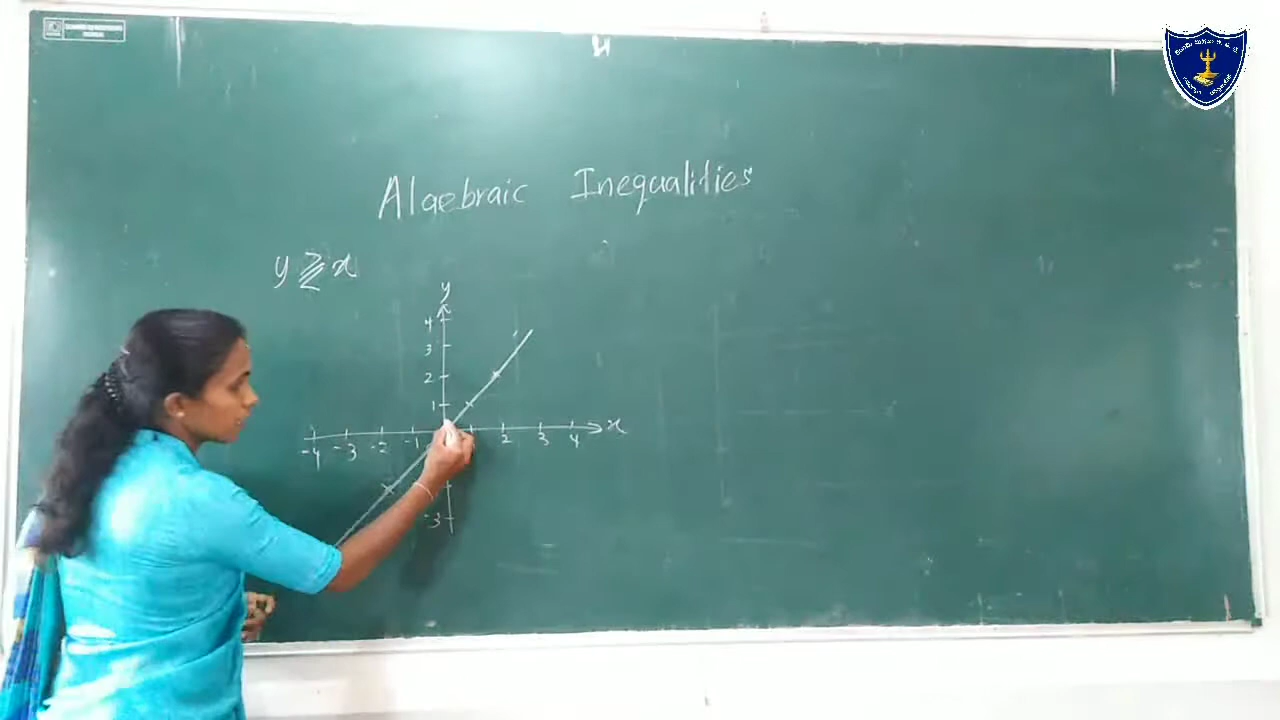 Algebraic Inequalities
y ≥ x
y
4
3
2
1
-4 -3 -2 -1 2 3 4 x
-3